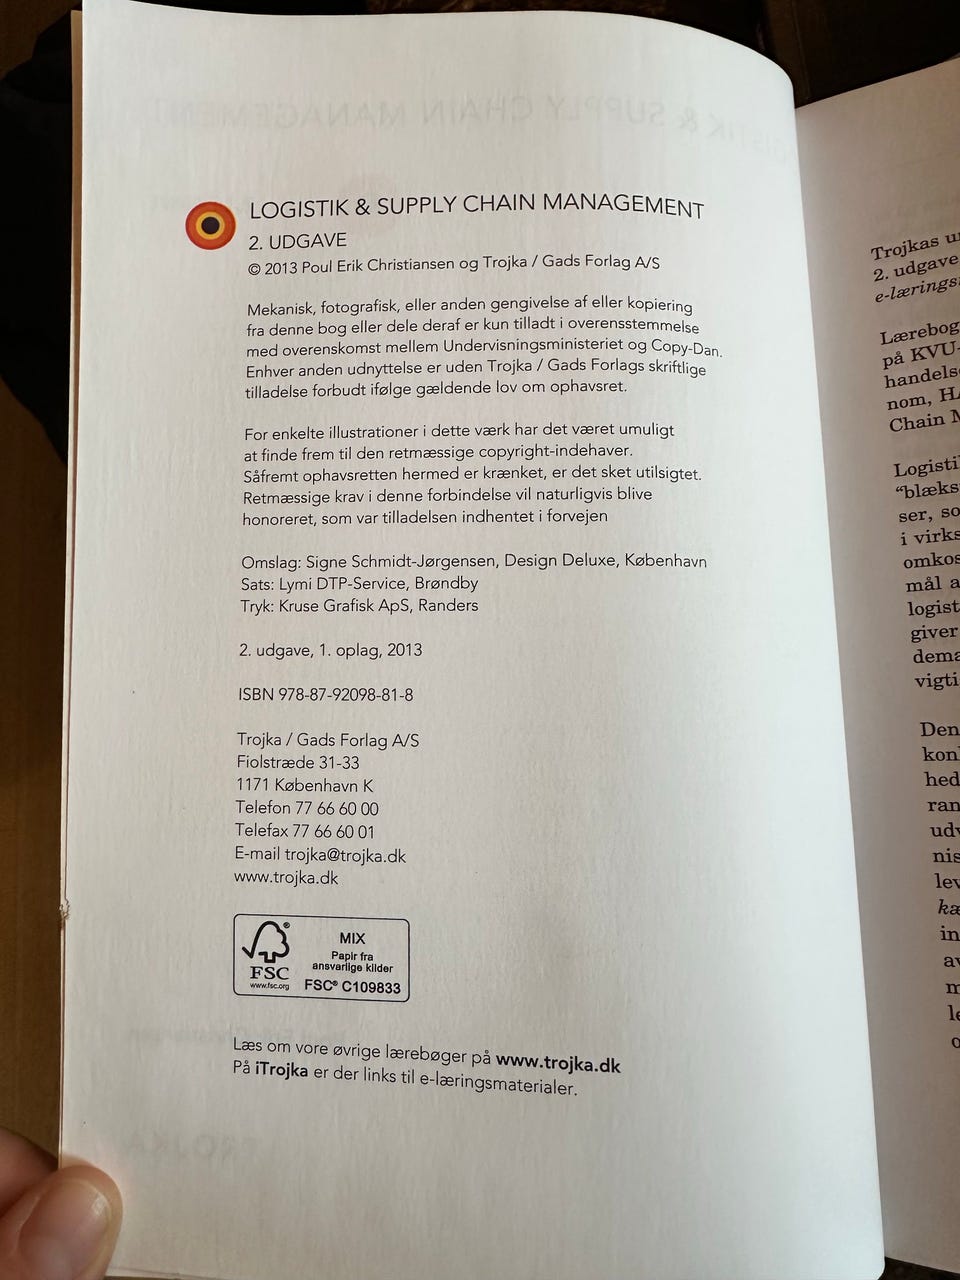 LOGISTIK & SUPPLY CHAIN MANAGEMENT
2. UDGAVE
© 2013 Poul Erik Christiansen og Trojka / Gads Forlag A/S
Mekanisk, fotografisk, eller anden gengivelse af eller kopiering
fra denne bog eller dele deraf er kun tilladt i overensstemmelse
med overenskomst mellem Undervisningsministeriet og Copy-Dan.
Enhver anden udnyttelse er uden Trojka / Gads Forlags skriftlige
tilladelse forbudt ifølge gældende lov om ophavsret.
For enkelte illustrationer i dette værk har det været umuligt
at finde frem til den retmæssige copyright-indehaver.
Såfremt ophavsretten hermed er krænket, er det sket utilsigtet.
Retmæssige krav i denne forbindelse vil naturligvis blive
honoreret, som var tilladelsen indhentet i forvejen
Omslag: Signe Schmidt-Jørgensen, Design Deluxe, København
Sats: Lymi DTP-Service, Brøndby
Tryk: Kruse Grafisk ApS, Randers
2. udgave, 1. oplag, 2013
ISBN 978-87-92098-81-8
Trojka / Gads Forlag A/S
Fiolstræde 31-33
1171 København K
Telefon 77 66 60 00
Telefax 77 66 60 01
E-mail trojka@trojka.dk
www.trojka.dk
FSC
www.fsc.org
MIX
Papir fra
ansvarlige kilder
FSC® C109833
Læs om vore øvrige lærebøger på www.trojka.dk
På iTrojka er der links til e-læringsmaterialer.
Trojkas
2. udgave
e-lærings
Lærebog
på KVU-
handels
nom,
Chain
Logisti
"blæks
ser, so
i virks
omkos
mål a
logist
giver
dema
vigti
Den
kon
hed
ran
udv
nis
lev
kæ
in
av
m
le
o